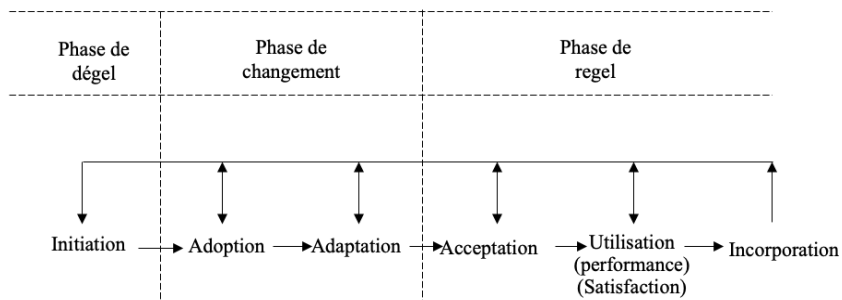 Phase de
dégel
Phase de
changement
Phase de
regel
Initiation
Adoption
Adaptation
Acceptation
Utilisation
(performance)
(Satisfaction)
Incorporation